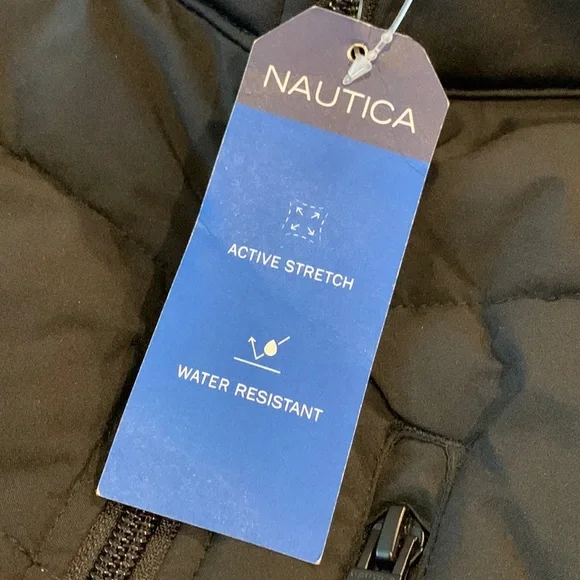 NAUTICA
ACTIVE STRETCH
WATER RESISTANT